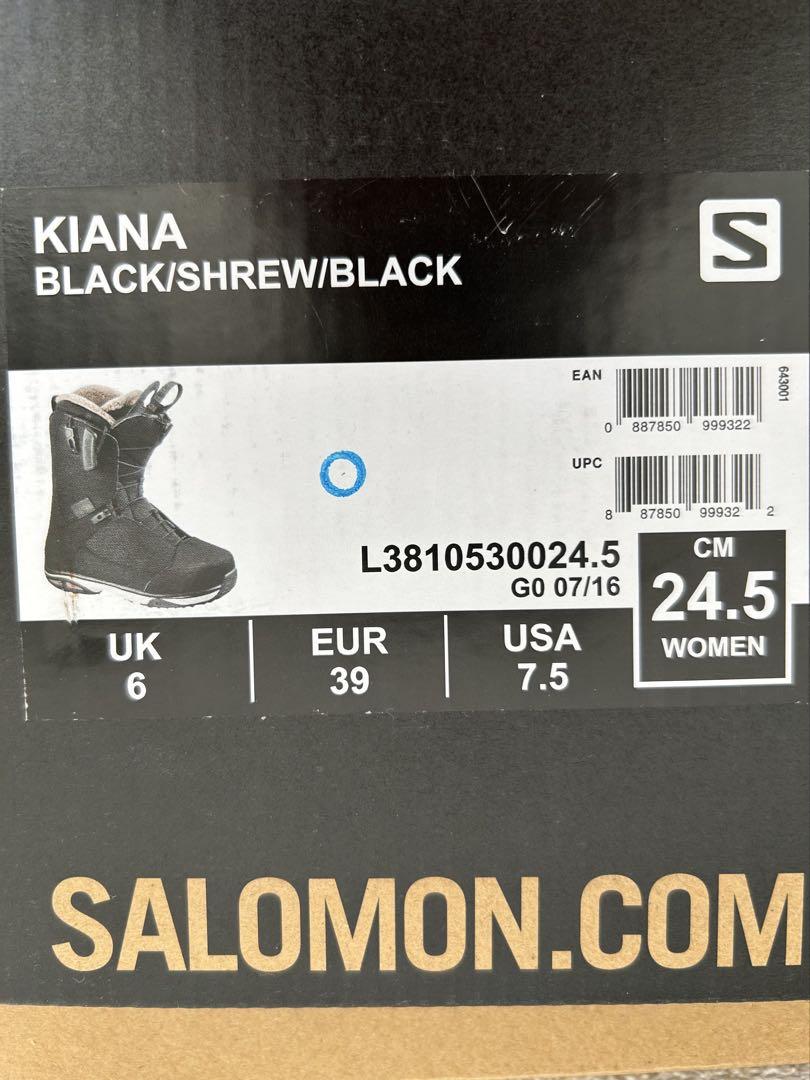 KIANA
BLACK/SHREW/BLACK
S
EAN
0 887850 999322
643001
UPC
8 87850 99932 2
L3810530024.5
G0 07/16
CM
24.5
WOMEN
UK
6
EUR
39
USA
7.5
SALOMON.COM